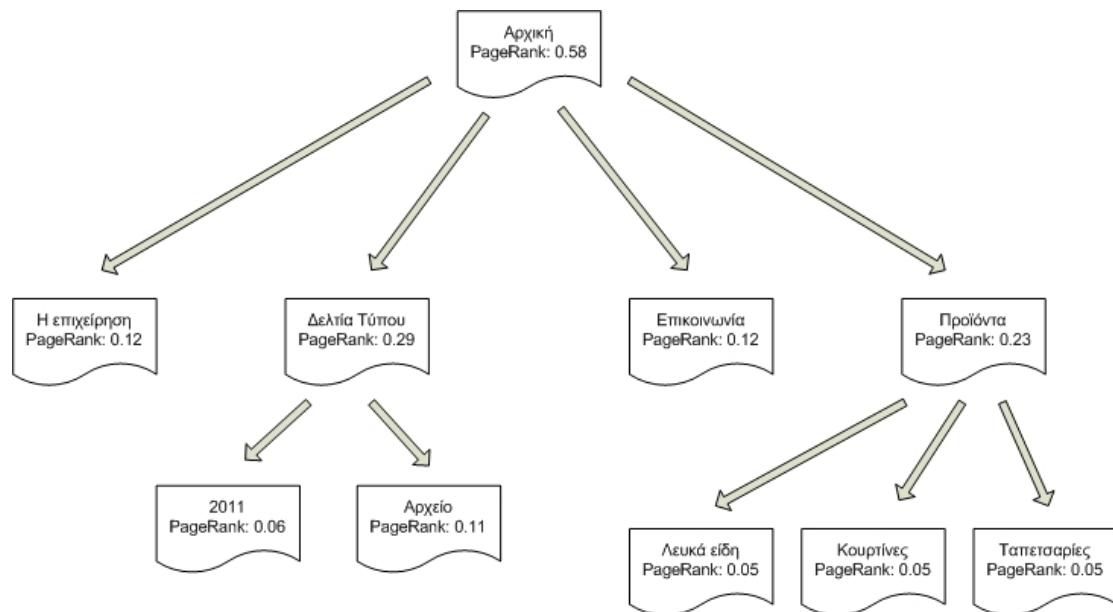 Αρχική
PageRank: 0.58
Η επιχείρηση
PageRank: 0.12
Δελτία Τύπου
PageRank: 0.29
Επικοινωνία
PageRank: 0.12
Προϊόντα
PageRank: 0.23
2011
PageRank: 0.06
Αρχείο
PageRank: 0.11
Λευκά είδη
PageRank: 0.05
Κουρτίνες
PageRank: 0.05
Ταπετσαρίες
PageRank: 0.05